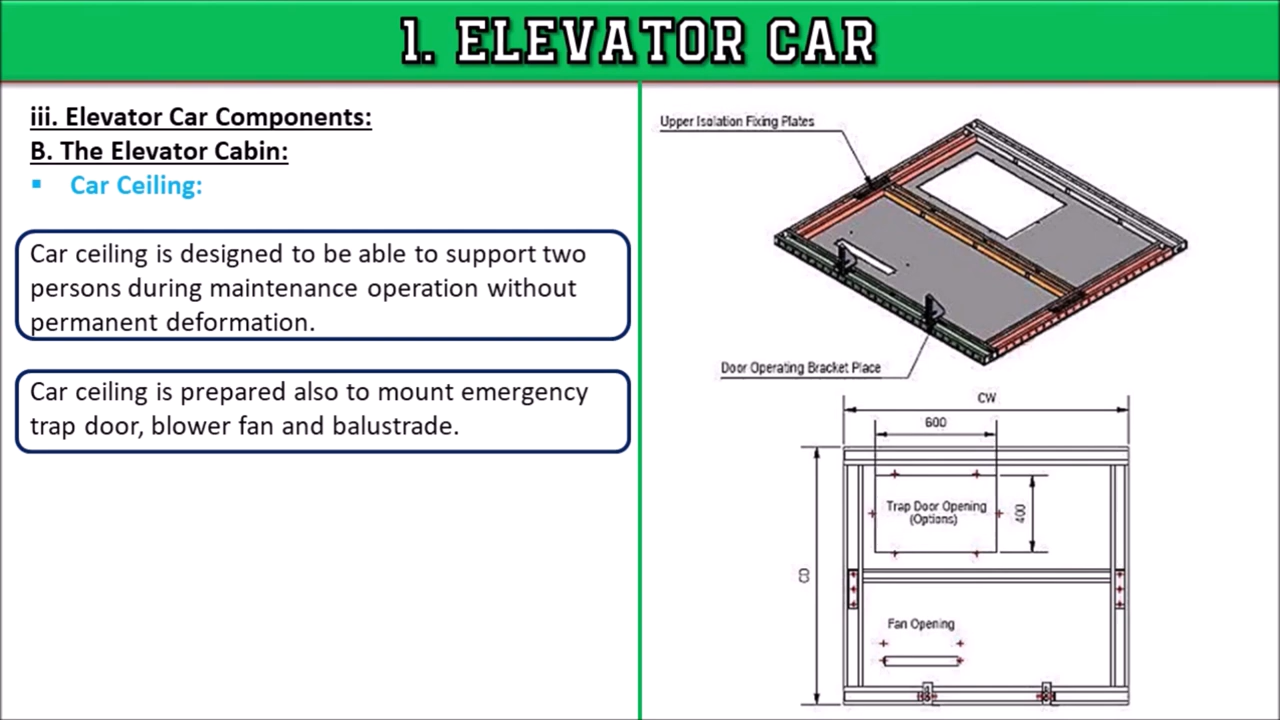 1. ELEVATOR CAR
iii. Elevator Car Components:
B. The Elevator Cabin:
▪ Car Ceiling:
Car ceiling is designed to be able to support two
persons during maintenance operation without
permanent deformation.
Car ceiling is prepared also to mount emergency
trap door, blower fan and balustrade.
Upper Isolation Fixing Plates
Door Operating Bracket Place
CW
600
Trap Door Opening
(Options)
400
CD
Fan Opening